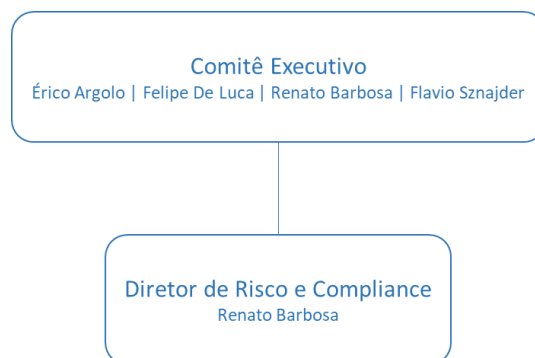 Comitê Executivo
Érico Argolo | Felipe De Luca | Renato Barbosa | Flavio Sznajder
Diretor de Risco e Compliance
Renato Barbosa